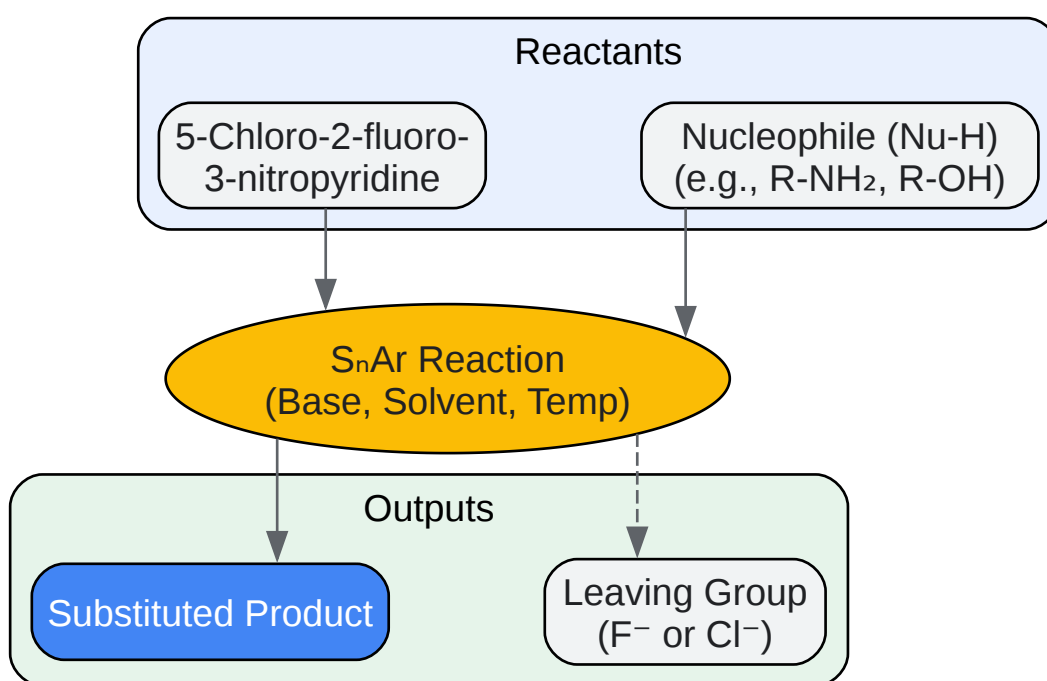 Reactants
5-Chloro-2-fluoro-
3-nitropyridine
Nucleophile (Nu-H)
(e.g., R-NH₂, R-OH)
SₙAr Reaction
(Base, Solvent, Temp)
Outputs
Substituted Product
Leaving Group
(F⁻ or Cl⁻)